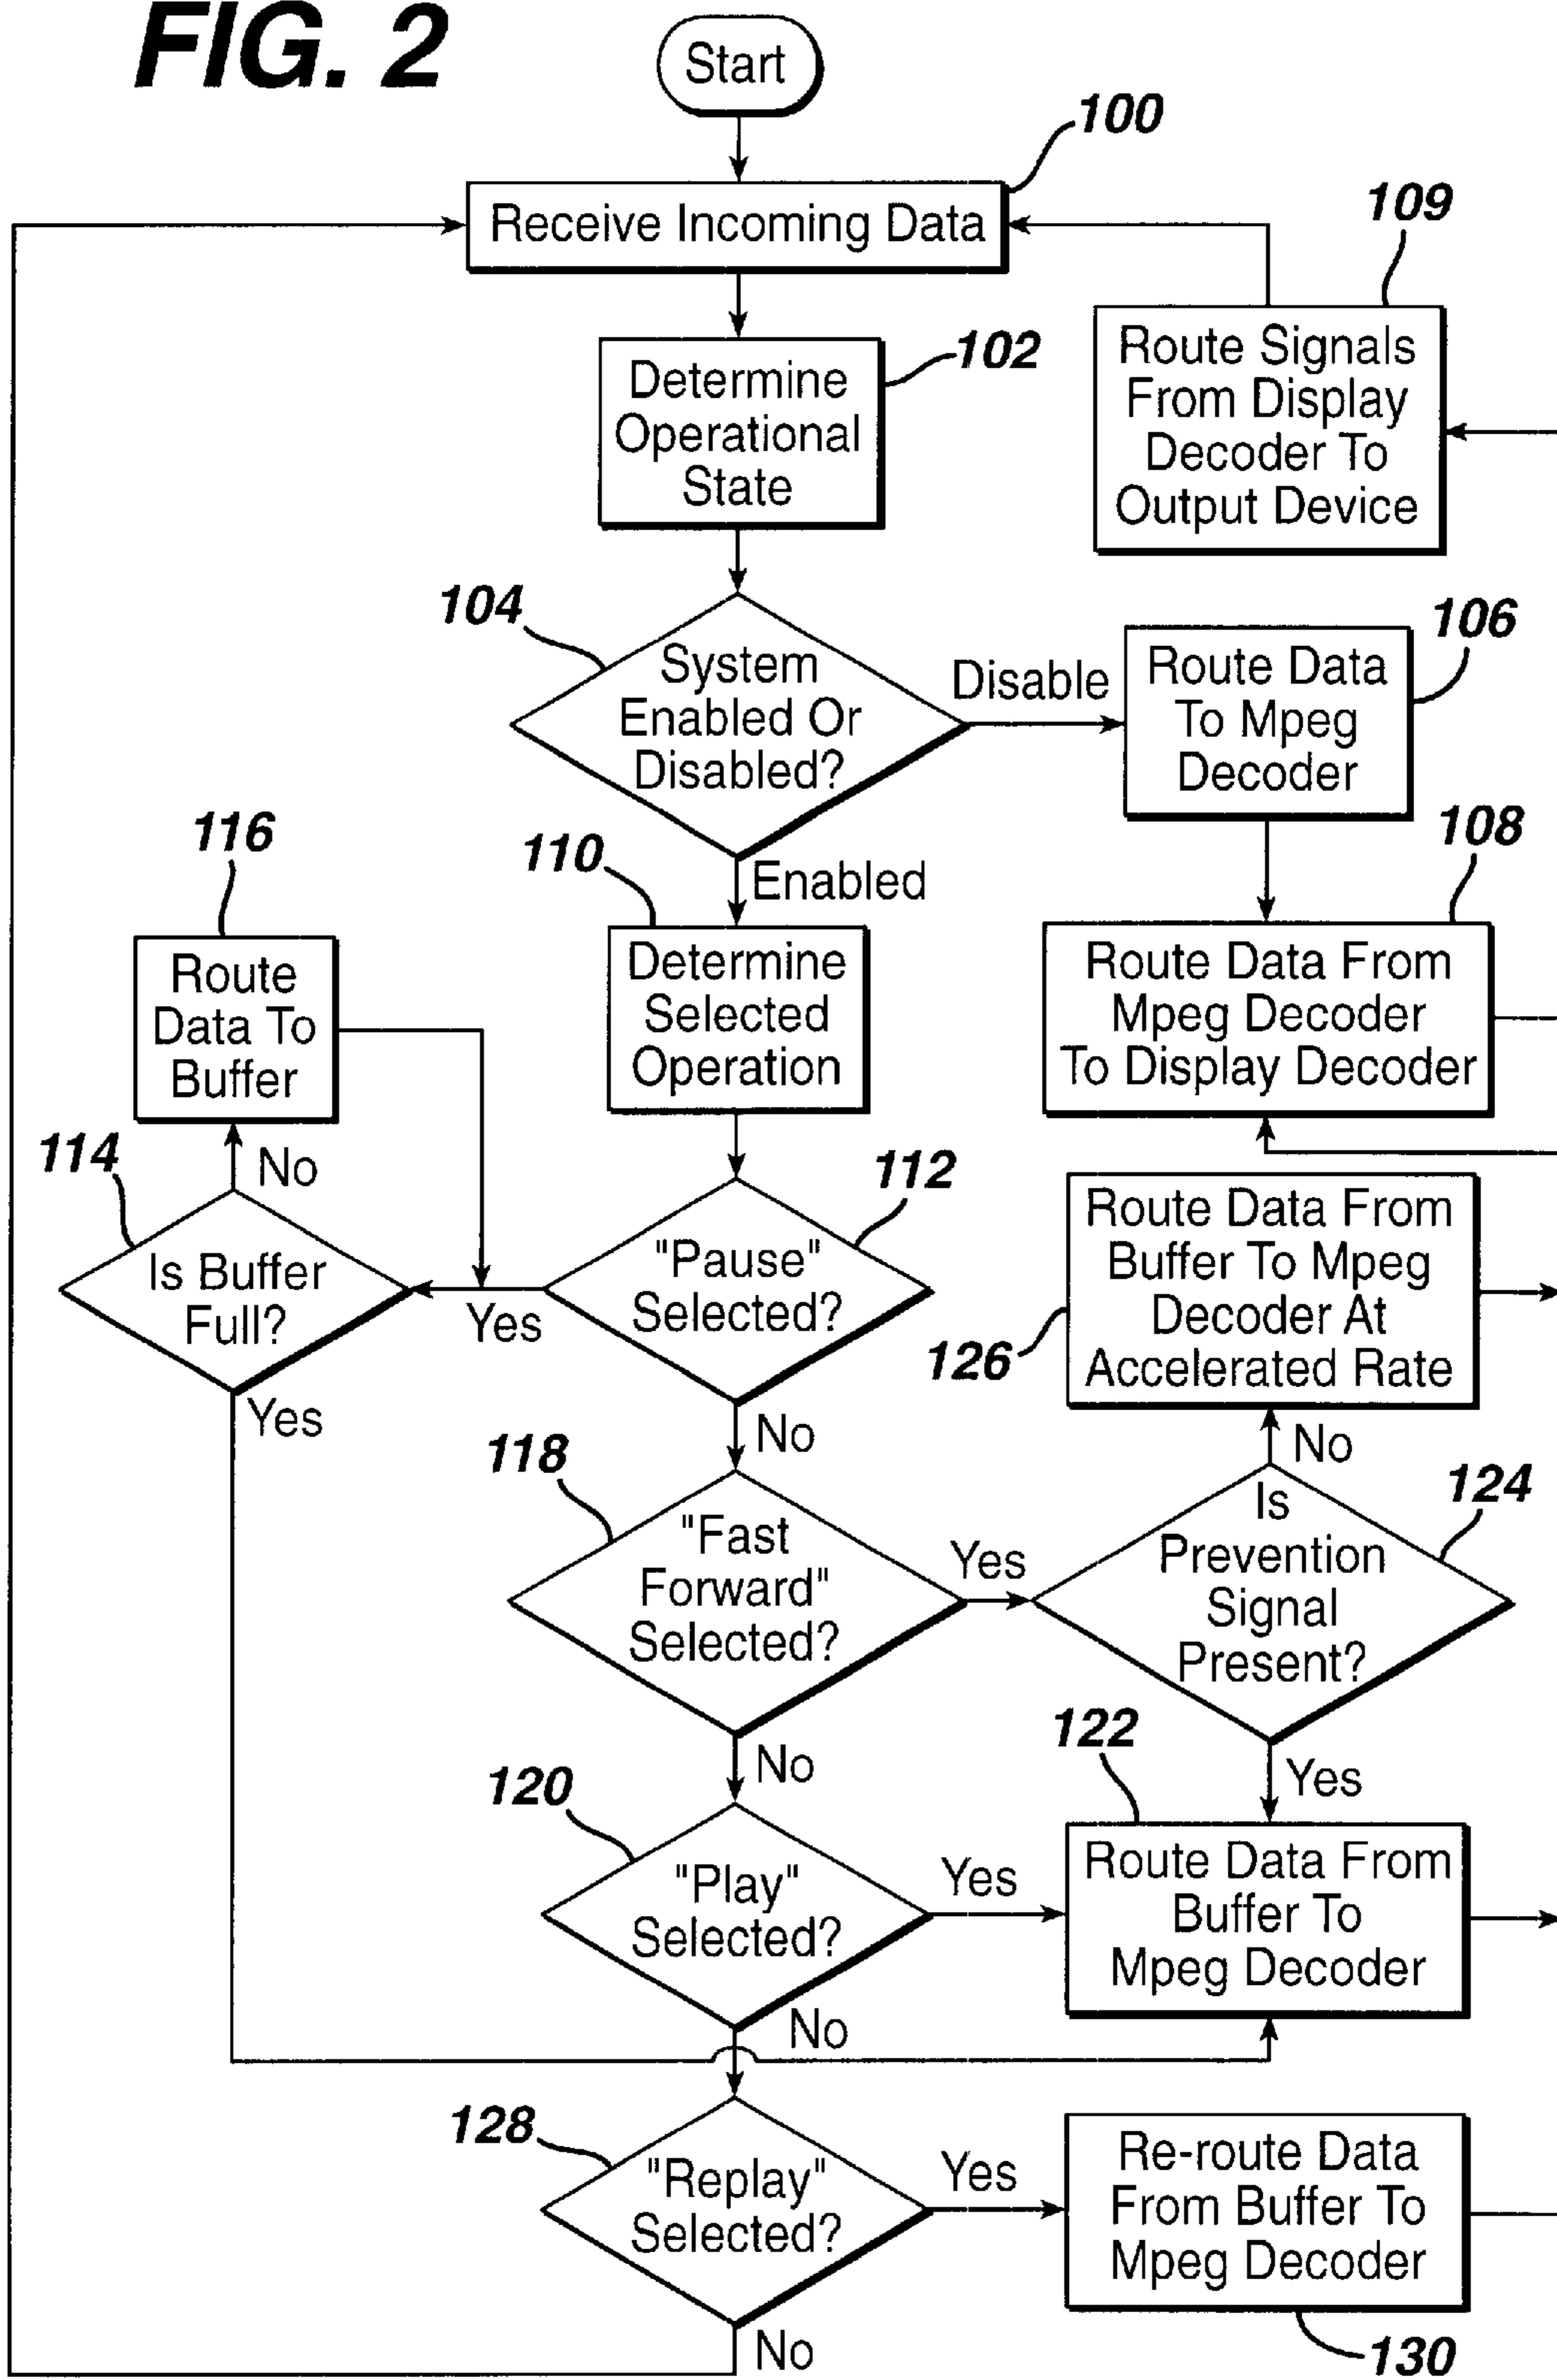 FIG. 2
Start
100
Receive Incoming Data
109
Route Signals
From Display
Decoder To
Output Device
102
Determine
Operational
State
104
System
Enabled Or
Disabled?
Disable
106
Route Data
To Mpeg
Decoder
116
110
Enabled
108
Route
Data To
Buffer
Determine
Selected
Operation
Route Data From
Mpeg Decoder
To Display Decoder
114
No
112
Is Buffer
Full?
Yes
"Pause"
Selected?
126
Route Data From
Buffer To Mpeg
Decoder At
Accelerated Rate
Yes
No
No
118
"Fast
Forward"
Selected?
Yes
124
Is
Prevention
Signal
Present?
No
122
Yes
120
"Play"
Selected?
Yes
Route Data From
Buffer To
Mpeg Decoder
No
128
"Replay"
Selected?
Yes
Re-route Data
From Buffer To
Mpeg Decoder
No
130